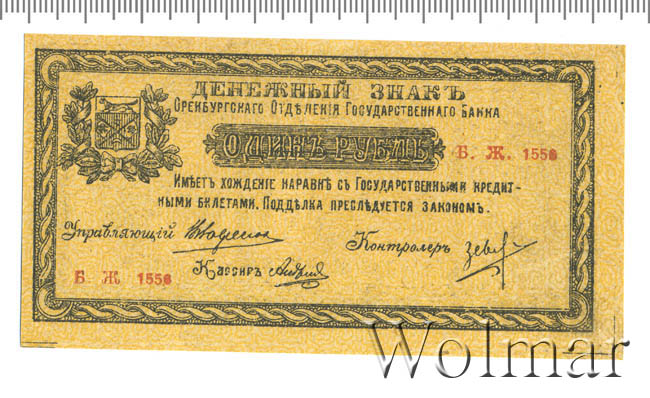 ДЕНЕЖНЫЙ ЗНАКЪ
ОРЕНБУРГСКАГО ОТДѢЛЕНІЯ ГОСУДАРСТВЕННАГО БАНКА
ОДИНЪ РУБЛЬ
Б. Ж. 1556
ИМѢЕТЪ ХОЖДЕНІЕ НАРАВНѢ СЪ ГОСУДАРСТВЕННЫМИ КРЕДИТ-
НЫМИ БИЛЕТАМИ. ПОДДѢЛКА ПРЕСЛѢДУЕТСЯ ЗАКОНОМЪ.
Управляющій
Контролеръ
Кассиръ
Б. Ж 1556
Wolmar